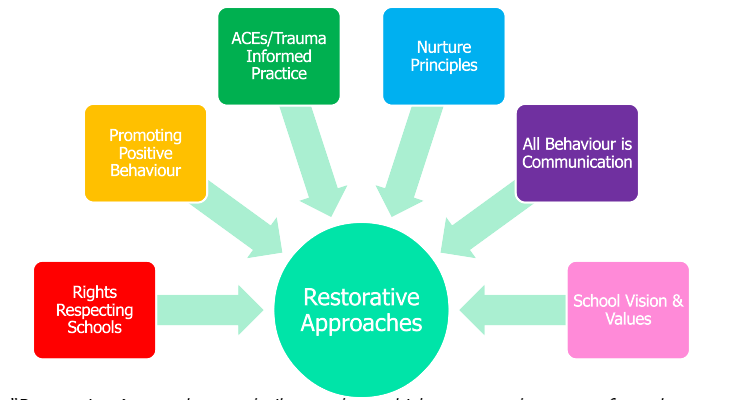 ACEs/Trauma
Informed
Practice
Nurture
Principles
Promoting
Positive
Behaviour
All Behaviour is
Communication
Rights
Respecting
Schools
Restorative
Approaches
School Vision &
Values